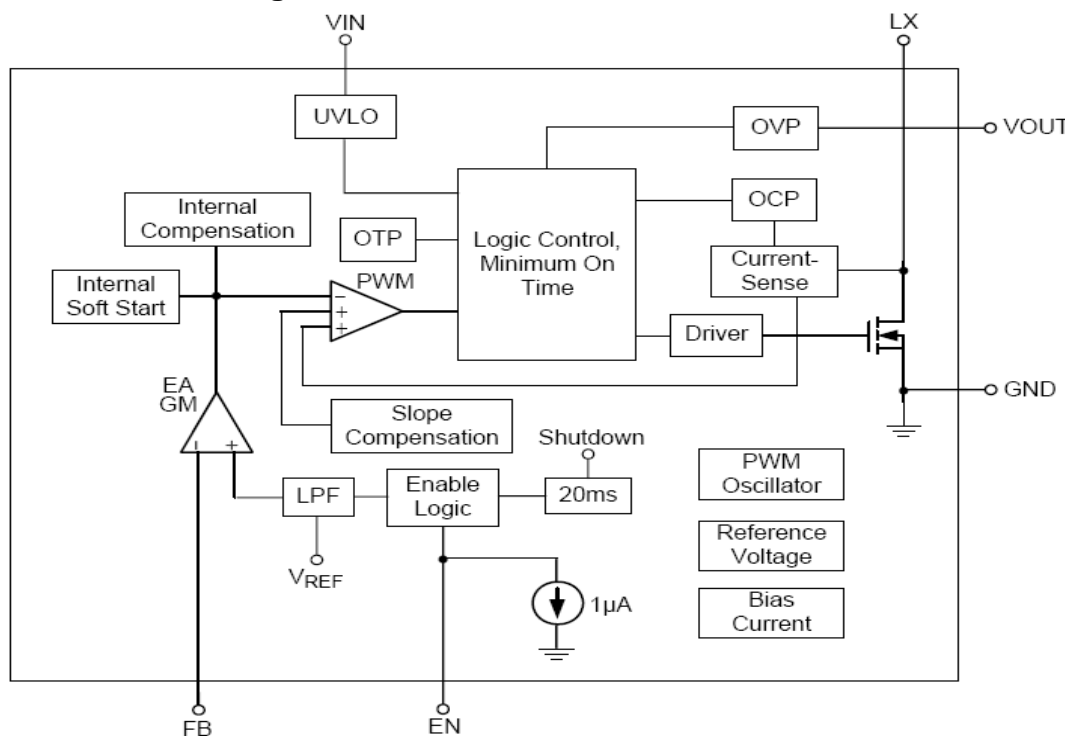 VIN
LX
UVLO
OVP
VOUT
Internal
Compensation
OCP
OTP
Logic Control,
Minimum On
Time
Current-
Sense
Internal
Soft Start
PWM
−
+
+
Driver
EA
GM
GND
Slope
Compensation
Shutdown
− +
PWM
Oscillator
LPF
Enable
Logic
20ms
Reference
Voltage
VREF
1µA
Bias
Current
FB
EN